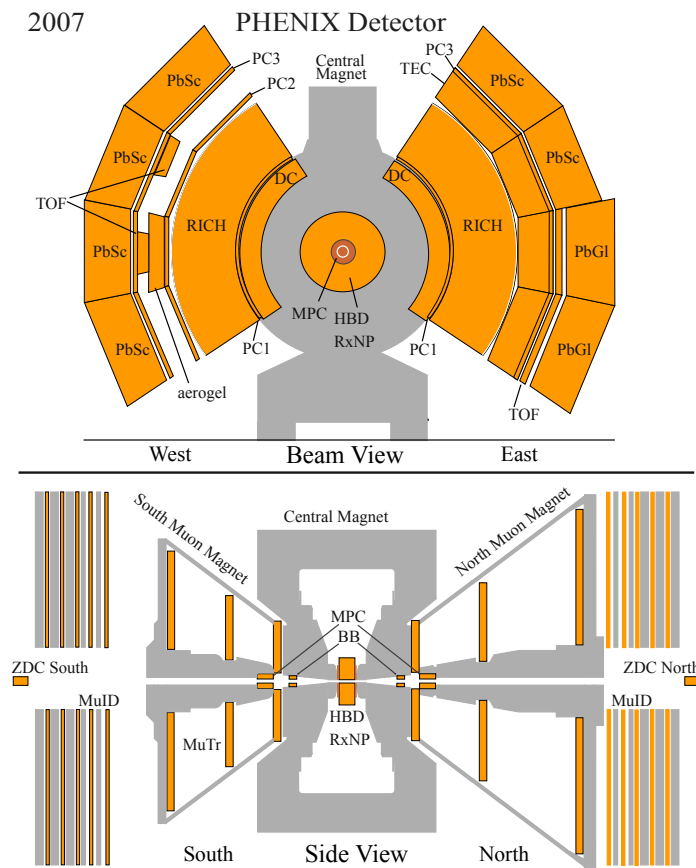 2007 PHENIX Detector
Central
Magnet
PC3
PbSc
PC2
PC3
TEC
PbSc
PbSc
DC
DC
PbSc
TOF
RICH
RICH
PbSc
PbGl
MPC
HBD
RxNP
PbSc
PC1
PC1
PbGl
aerogel
TOF
West
Beam View
East
South Muon Magnet
Central Magnet
North Muon Magnet
MPC
BB
ZDC South
ZDC North
MuID
MuID
HBD
RxNP
MuTr
South
Side View
North